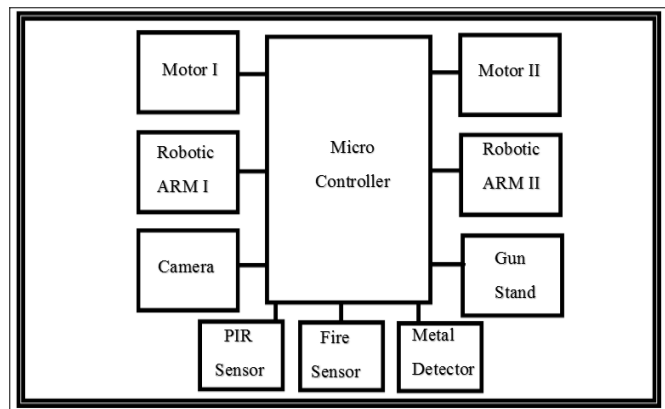 Motor I
Motor II
Micro
Controller
Robotic
ARM I
Robotic
ARM II
Camera
Gun
Stand
PIR
Sensor
Fire
Sensor
Metal
Detector